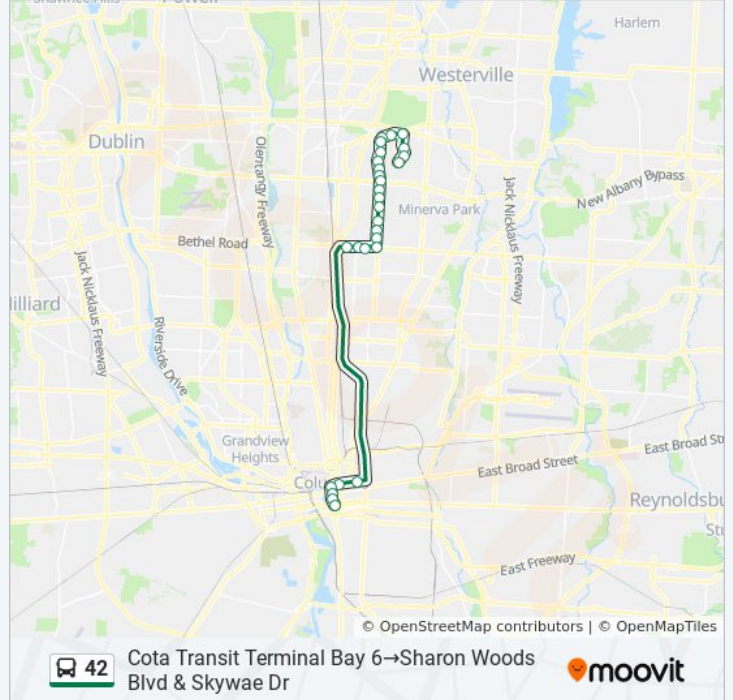 Harlem
Westerville
Dublin
Olentangy Freeway
New Albany Bypass
Jack Nicklaus Freeway
Minerva Park
Bethel Road
Jack Nicklaus Freeway
illiard
Riverside Drive
Grandview
Heights
East Broad St
East Broad Street
Colu
Reynoldsbu
Stu
East Freeway
© OpenStreetMap contributors | © OpenMapTiles
42
Cota Transit Terminal Bay 6→Sharon Woods
Blvd & Skywae Dr
moovit